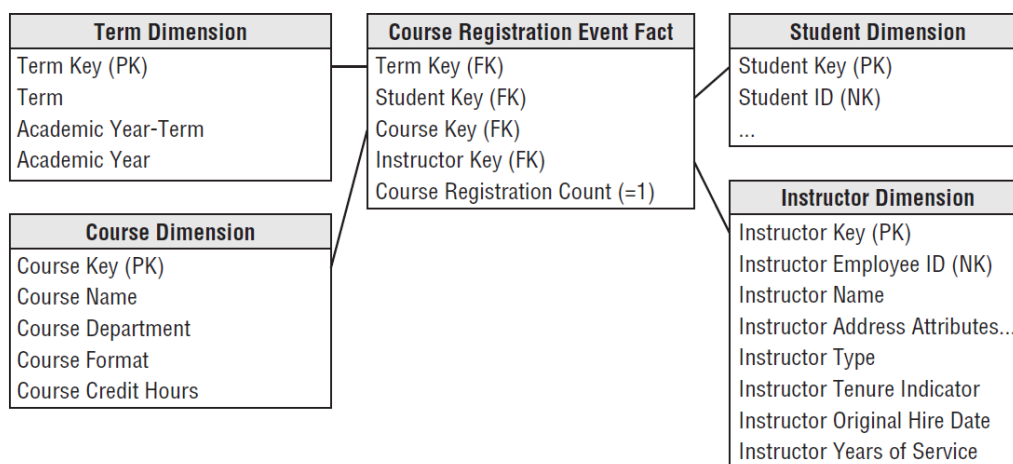 Term Dimension
Term Key (PK)
Term
Academic Year-Term
Academic Year
Course Dimension
Course Key (PK)
Course Name
Course Department
Course Format
Course Credit Hours
Course Registration Event Fact
Term Key (FK)
Student Key (FK)
Course Key (FK)
Instructor Key (FK)
Course Registration Count (=1)
Student Dimension
Student Key (PK)
Student ID (NK)
...
Instructor Dimension
Instructor Key (PK)
Instructor Employee ID (NK)
Instructor Name
Instructor Address Attributes...
Instructor Type
Instructor Tenure Indicator
Instructor Original Hire Date
Instructor Years of Service